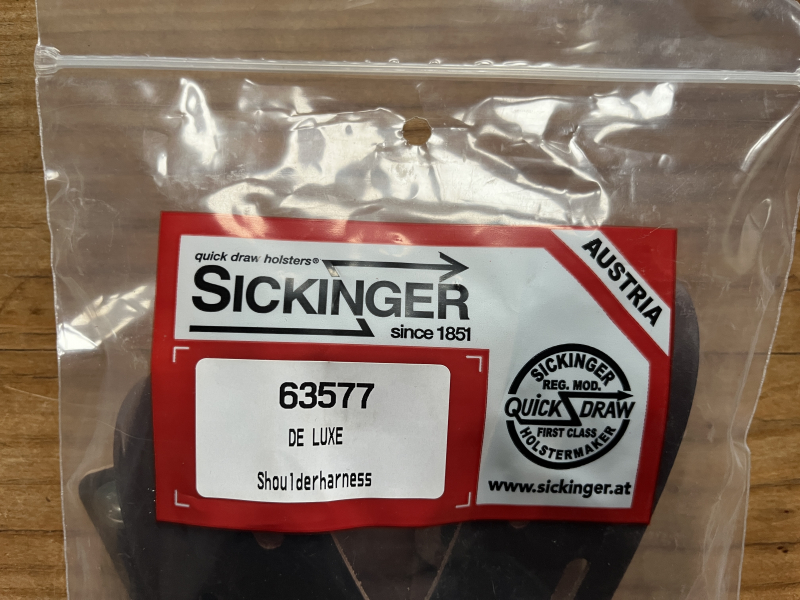 quick draw holsters®
SICKINGER
since 1851
AUSTRIA
63577
DE LUXE
Shoulderharness
SICKINGER
REG. MOD.
QUICK DRAW
FIRST CLASS
HOLSTERMAKER
www.sickinger.at